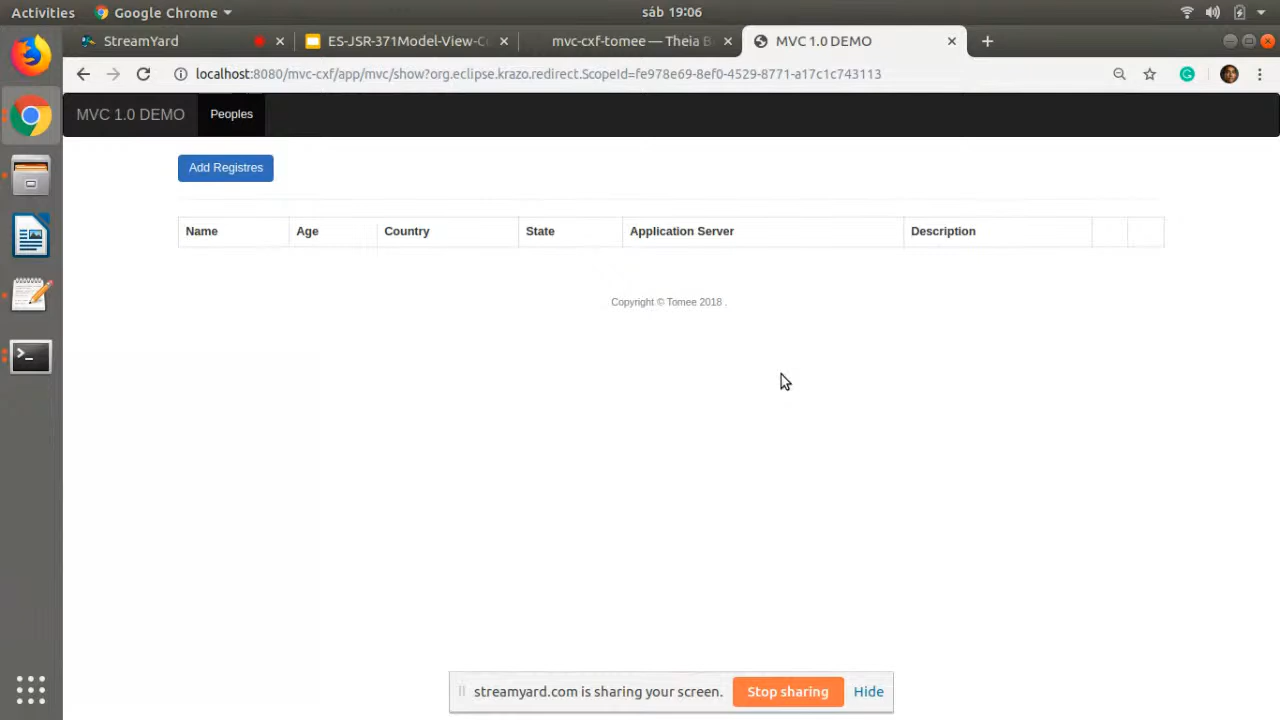 Activities Google Chrome sáb 19:06
StreamYard ES-JSR-371Model-View-C mvc-cxf-tomee — Theia B MVC 1.0 DEMO
localhost:8080/mvc-cxf/app/mvc/show?org.eclipse.krazo.redirect.ScopeId=fe978e69-8ef0-4529-8771-a17c1c743113
MVC 1.0 DEMO Peoples
Add Registres
Name Age Country State Application Server Description
Copyright © Tomee 2018 .
streamyard.com is sharing your screen. Stop sharing Hide